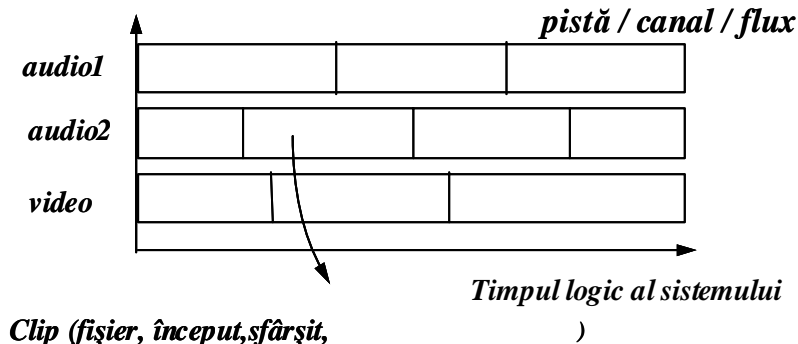 pistă / canal / flux
audio1
audio2
video
Timpul logic al sistemului
Clip (fişier, început,sfârşit, )